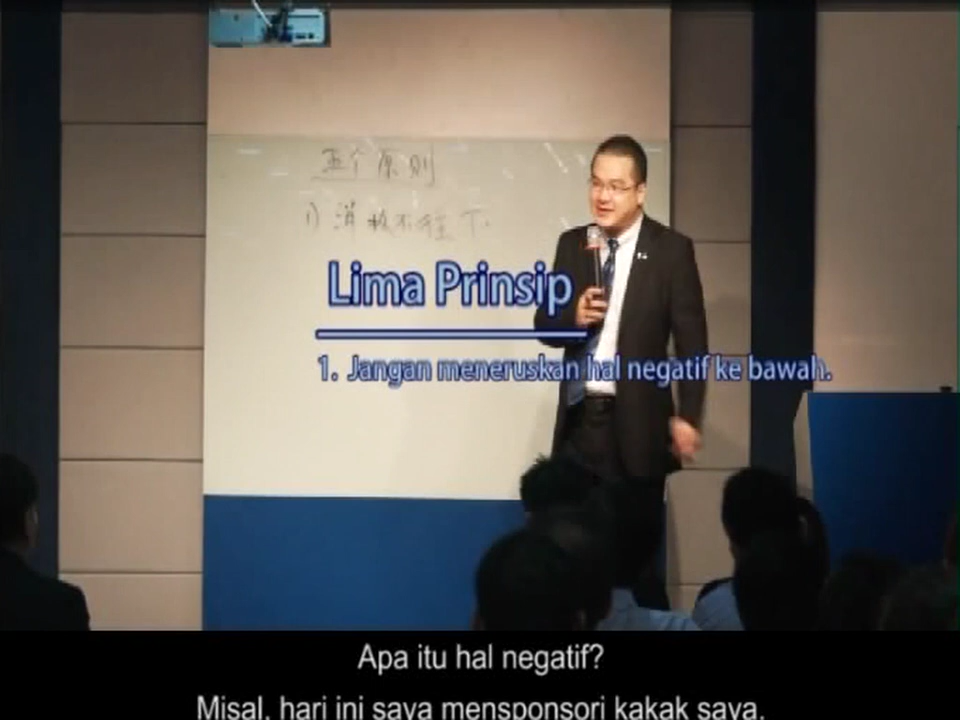 五个原则
1) 消极不往下
Lima Prinsip
1. Jangan meneruskan hal negatif ke bawah.
Apa itu hal negatif?
Misal, hari ini saya mensponsori kakak saya,